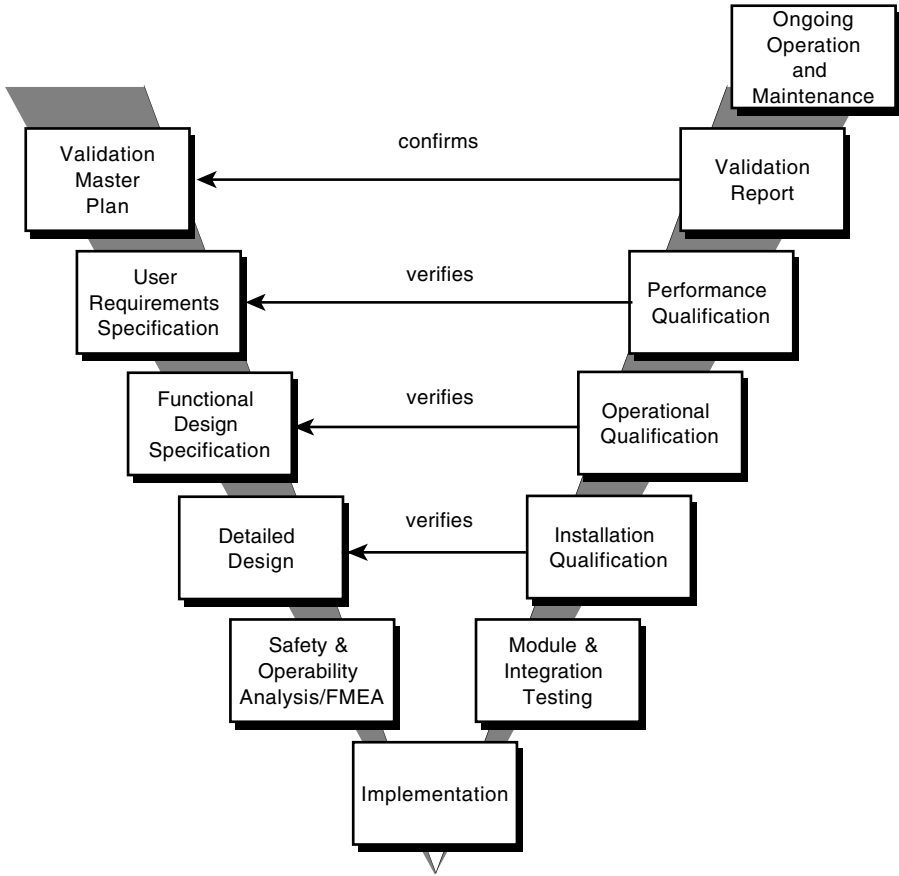 Ongoing
Operation
and
Maintenance
Validation
Master
Plan
confirms
Validation
Report
User
Requirements
Specification
verifies
Performance
Qualification
Functional
Design
Specification
verifies
Operational
Qualification
Detailed
Design
verifies
Installation
Qualification
Safety &
Operability
Analysis/FMEA
Module &
Integration
Testing
Implementation